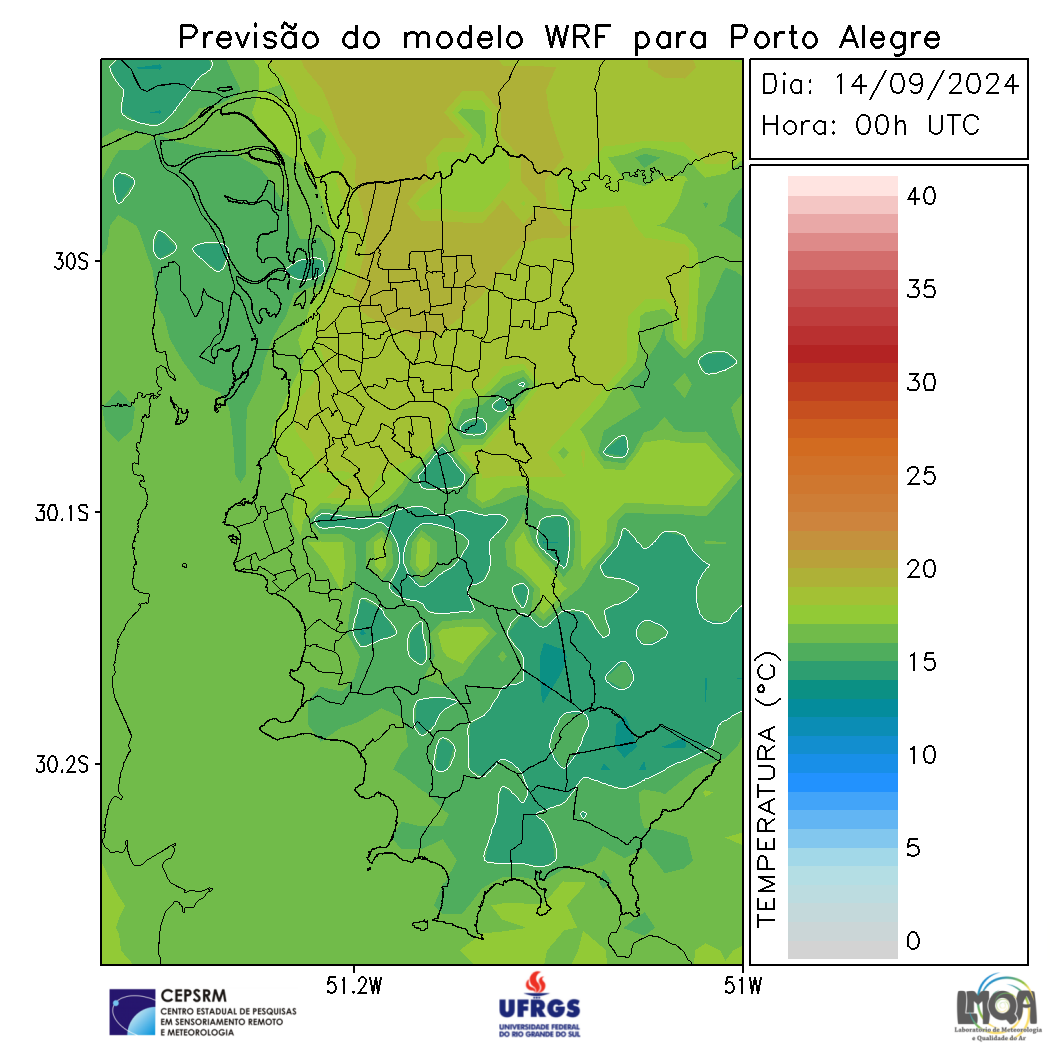 Previsão do modelo WRF para Porto Alegre
Dia: 14/09/2024
Hora: 00h UTC
30S
30.1S
30.2S
51.2W
51W
40
35
30
25
20
15
10
5
0
TEMPERATURA (°C)
CEPSRM
CENTRO ESTADUAL DE PESQUISAS
EM SENSORIAMENTO REMOTO
E METEOROLOGIA
UFRGS
UNIVERSIDADE FEDERAL
DO RIO GRANDE DO SUL
LMQA
Laboratório de Meteorologia
e Qualidade do Ar